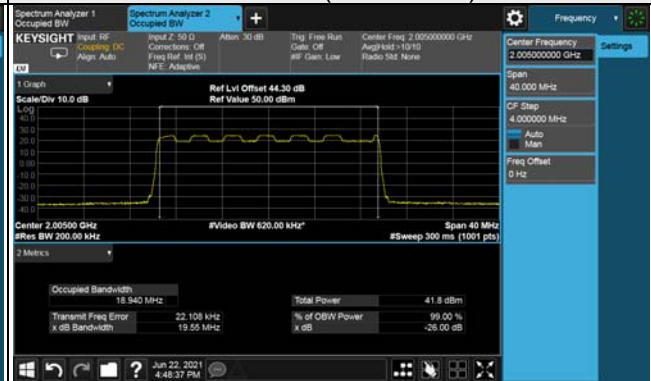 Spectrum Analyzer 1
Occupied BW
Spectrum Analyzer 2
Occupied BW
+
Frequency
KEYSIGHT
Input: RF
Coupling: DC
Align: Auto
Input Z: 50 Ω
Corrections: Off
Freq Ref: Int (S)
NFE: Adaptive
Atten: 30 dB
Trig: Free Run
Gate: Off
#IF Gain: Low
Center Freq: 2.005000000 GHz
Avg|Hold:>10/10
Radio Std: None
LXI
Center Frequency
2.005000000 GHz
Settings
Span
40.000 MHz
CF Step
4.000000 MHz
Auto
Man
Freq Offset
0 Hz
1 Graph
Scale/Div 10.0 dB
Ref Lvl Offset 44.30 dB
Ref Value 50.00 dBm
Log
40.0
30.0
20.0
10.0
0.00
-10.0
-20.0
-30.0
-40.0
Center 2.00500 GHz
#Res BW 200.00 kHz
#Video BW 620.00 kHz*
Span 40 MHz
#Sweep 300 ms (1001 pts)
2 Metrics
Occupied Bandwidth
18.940 MHz
Total Power
41.8 dBm
Transmit Freq Error
22.108 kHz
% of OBW Power
99.00 %
x dB Bandwidth
19.55 MHz
x dB
-26.00 dB
?
Jun 22, 2021
4:48:37 PM